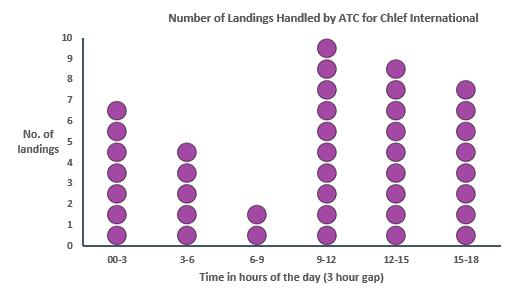 Number of Landings Handled by ATC for Chlef International
10
9
8
7
6
5
4
3
2
1
0
No. of
landings
00-3 3-6 6-9 9-12 12-15 15-18
Time in hours of the day (3 hour gap)